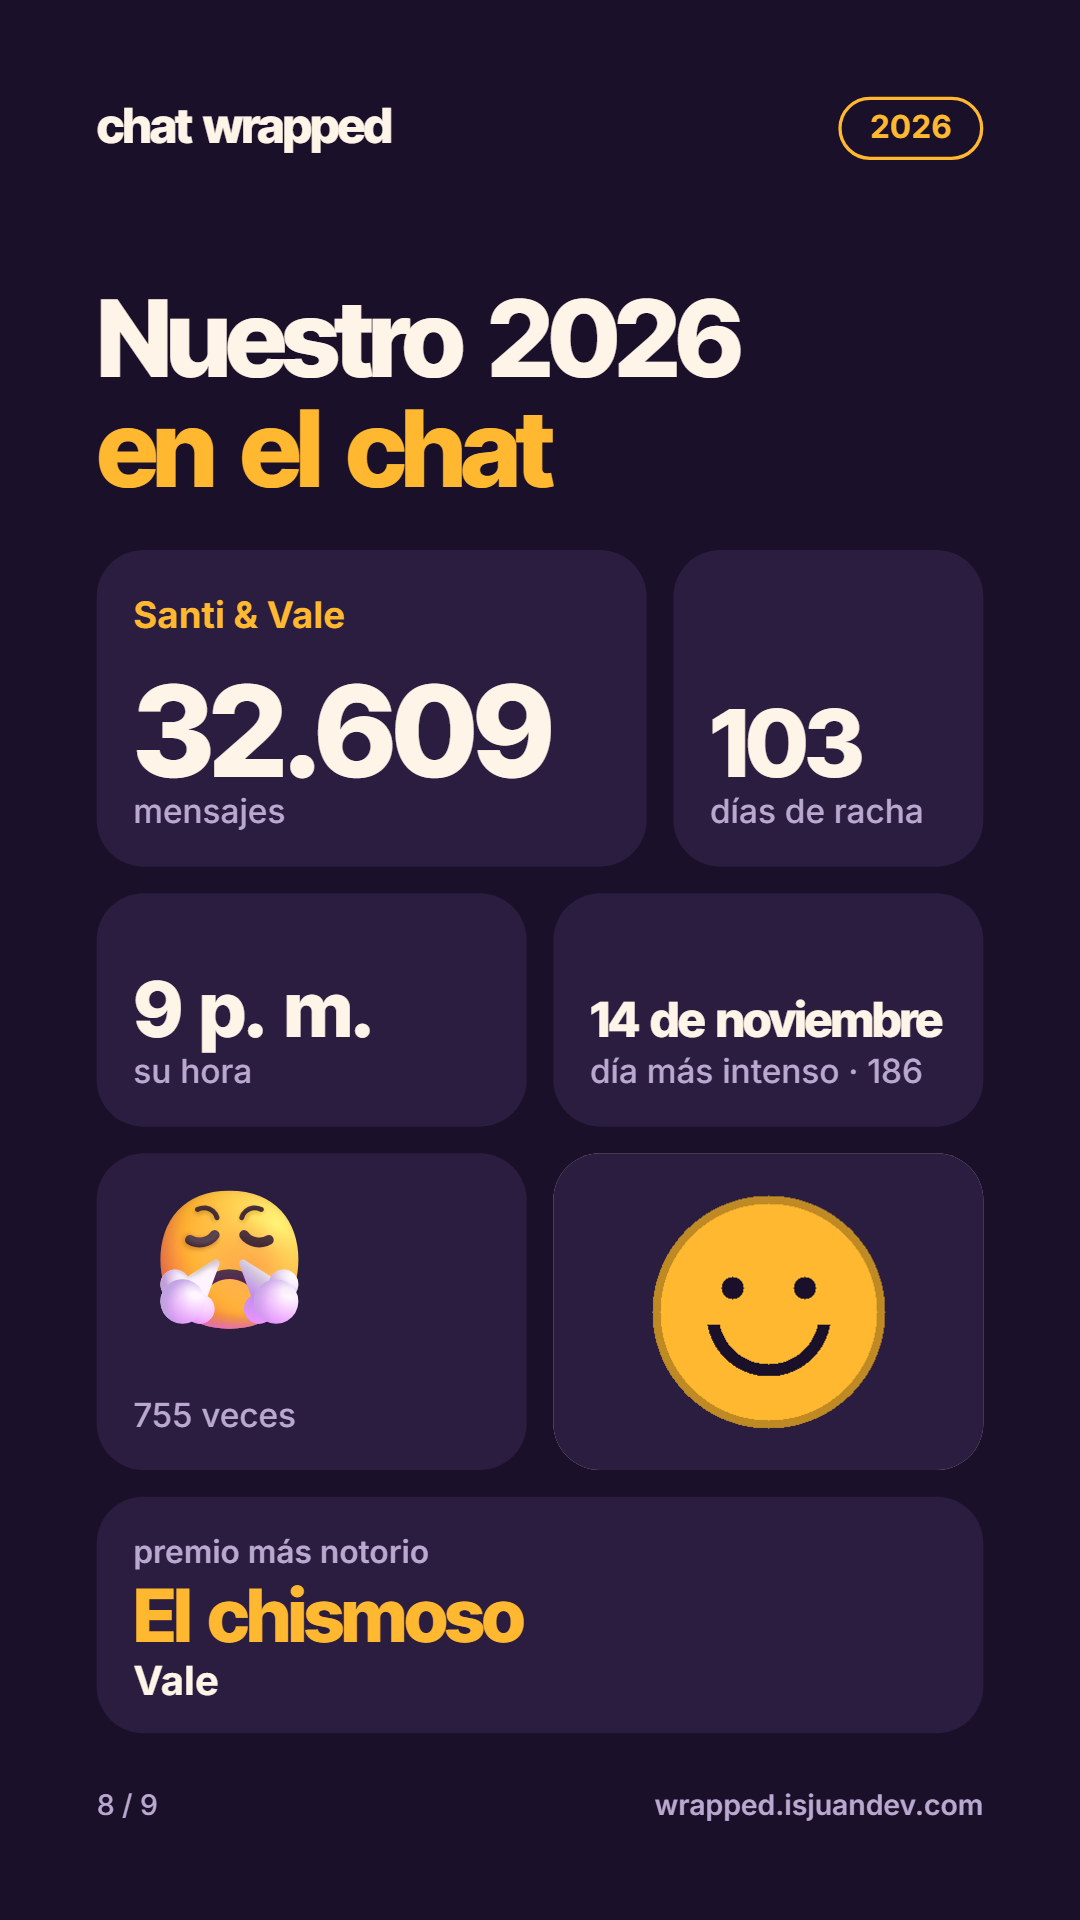 chat wrapped
2026
Nuestro 2026
en el chat
Santi & Vale
32.609
mensajes
103
días de racha
9 p. m.
su hora
14 de noviembre
día más intenso · 186
755 veces
premio más notorio
El chismoso
Vale
8 / 9
wrapped.isjuandev.com